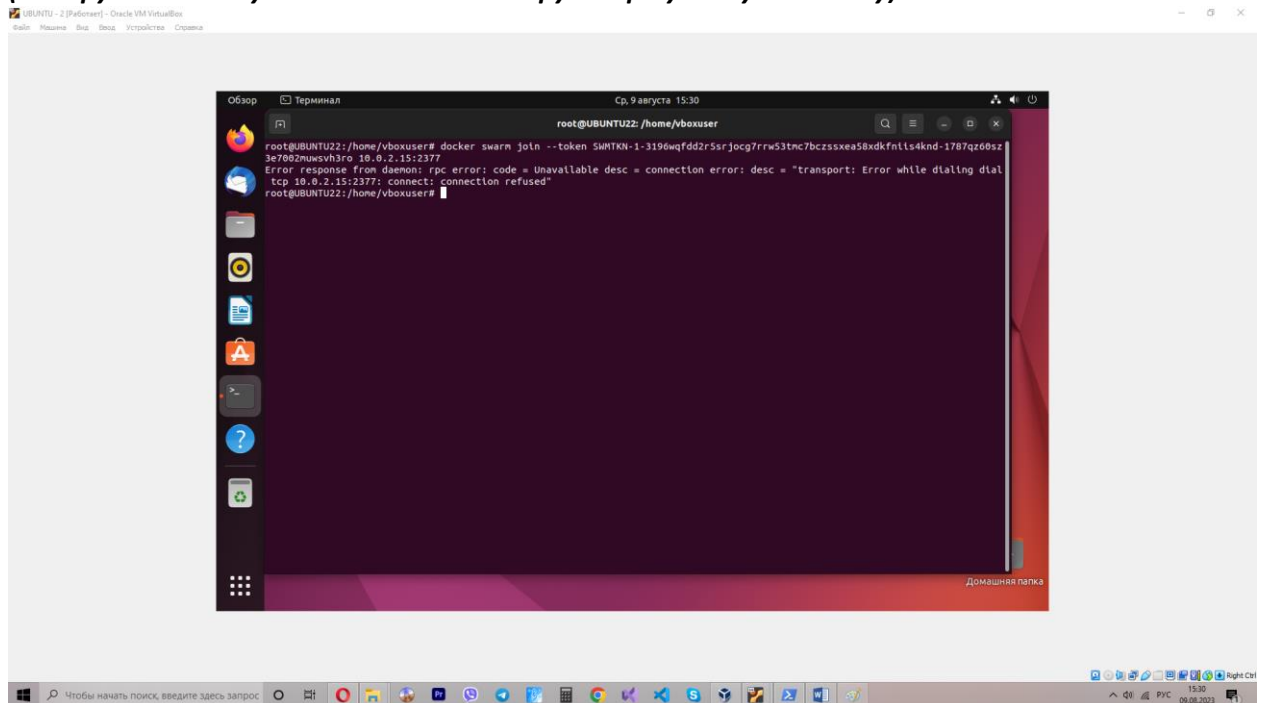 UBUNTU - 2 [Работает] - Oracle VM VirtualBox
Файл Машина Вид Ввод Устройства Справка
Обзор Терминал Ср, 9 августа 15:30
root@UBUNTU22: /home/vboxuser
root@UBUNTU22:/home/vboxuser# docker swarm join --token SWMTKN-1-3196wqfdd2r5srjocg7rrw53tmc7bczssxea58xdkfniis4knd-1787qz60sz
3e7002muwsvh3ro 10.0.2.15:2377
Error response from daemon: rpc error: code = Unavailable desc = connection error: desc = "transport: Error while dialing dial
tcp 10.0.2.15:2377: connect: connection refused"
root@UBUNTU22:/home/vboxuser#
Домашняя папка
Right Ctrl
Чтобы начать поиск, введите здесь запрос
РУС
15:30
09.08.2023